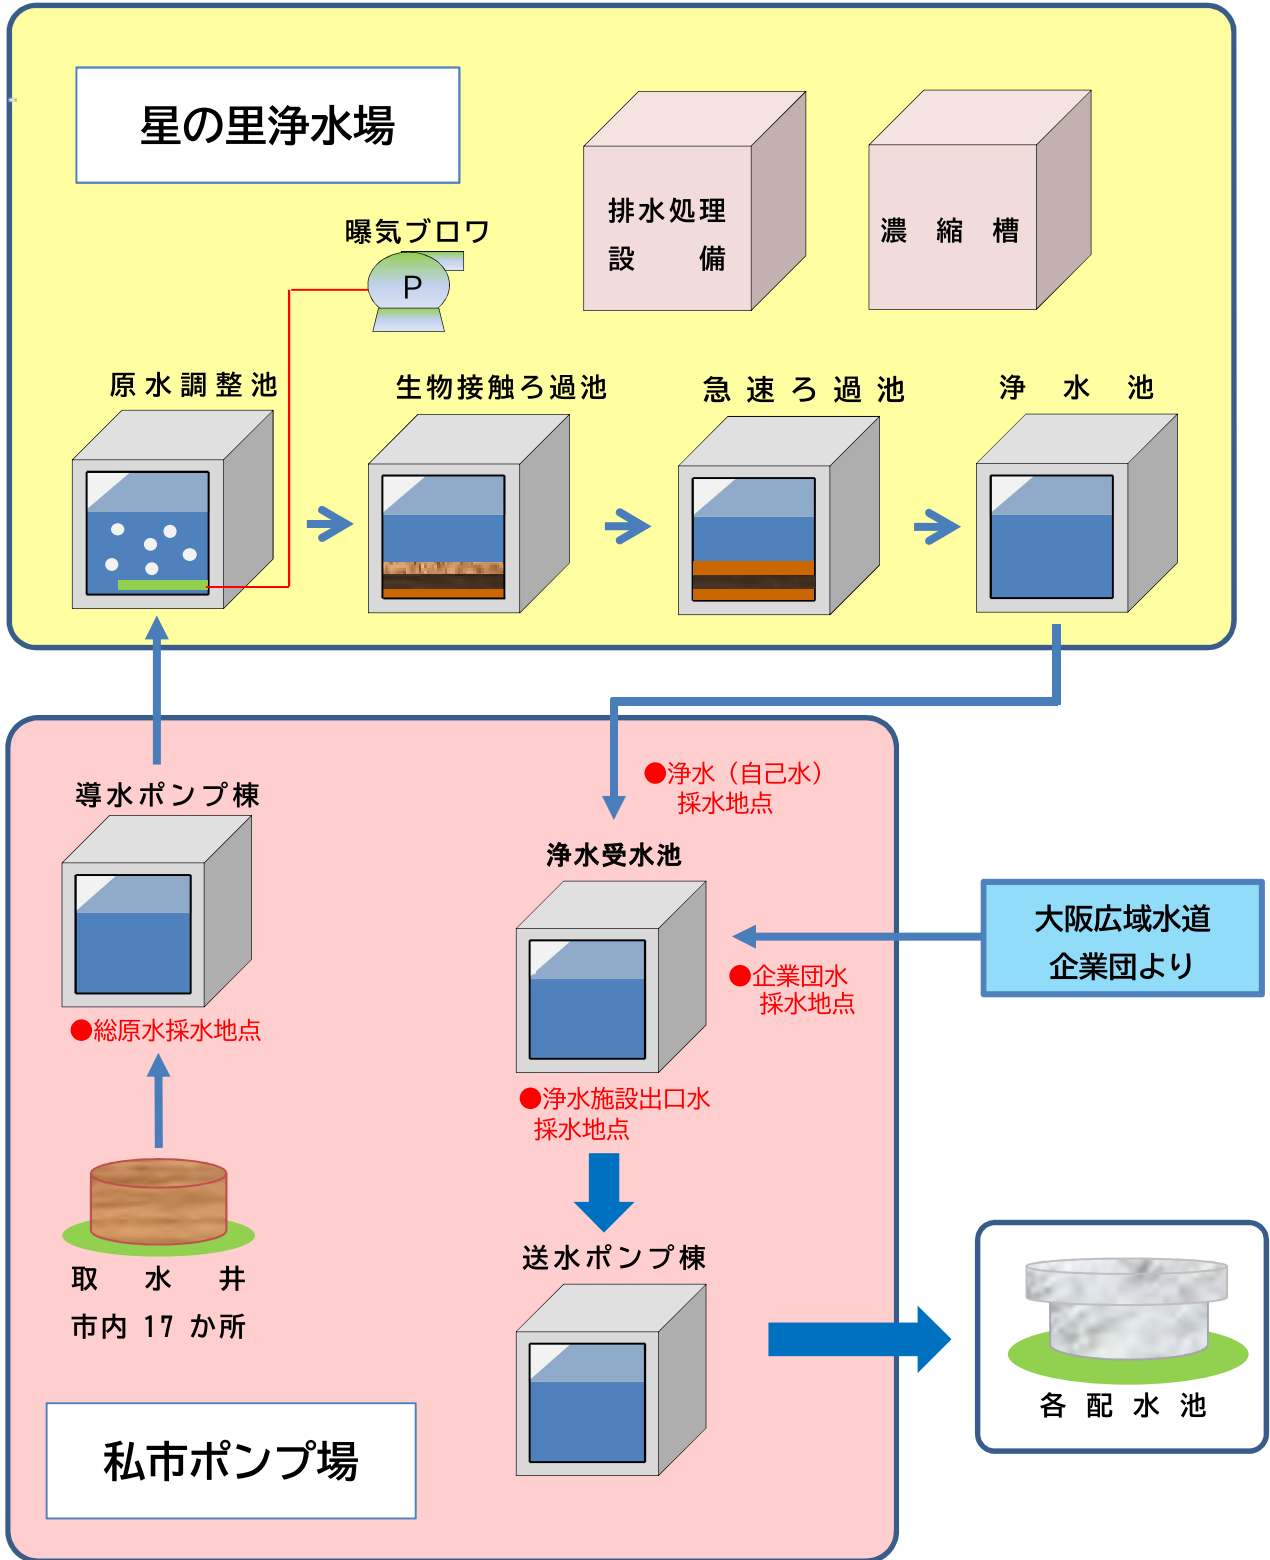 星の里浄水場
排水処理
設備
濃縮槽
曝気ブロワ
P
原水調整池
生物接触ろ過池
急速ろ過池
浄水池
導水ポンプ棟
●浄水（自己水）
採水地点
浄水受水池
大阪広域水道
企業団より
●企業団水
採水地点
●総原水採水地点
●浄水施設出口水
採水地点
取水井
市内 17 か所
送水ポンプ棟
各配水池
私市ポンプ場